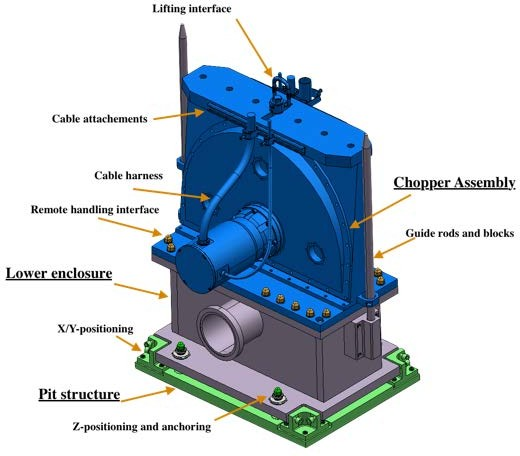 Lifting interface
Cable attachements
Cable harness
Chopper Assembly
Remote handling interface
Guide rods and blocks
Lower enclosure
X/Y-positioning
Pit structure
Z-positioning and anchoring